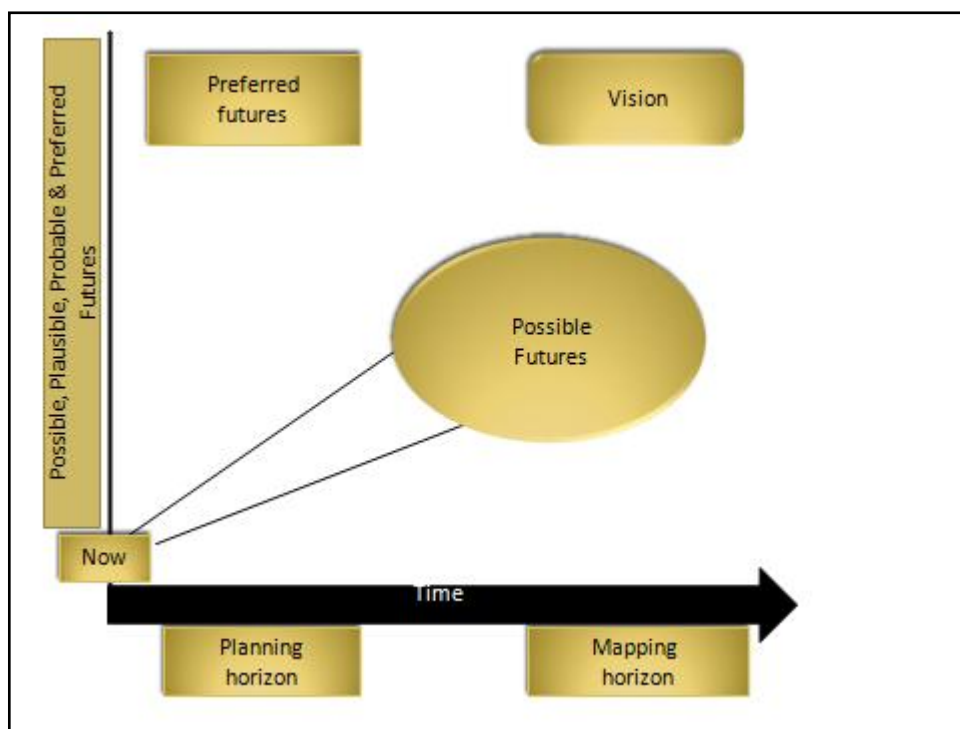 Possible, Plausible, Probable & Preferred
Futures
Preferred
futures
Vision
Possible
Futures
Now
Time
Planning
horizon
Mapping
horizon